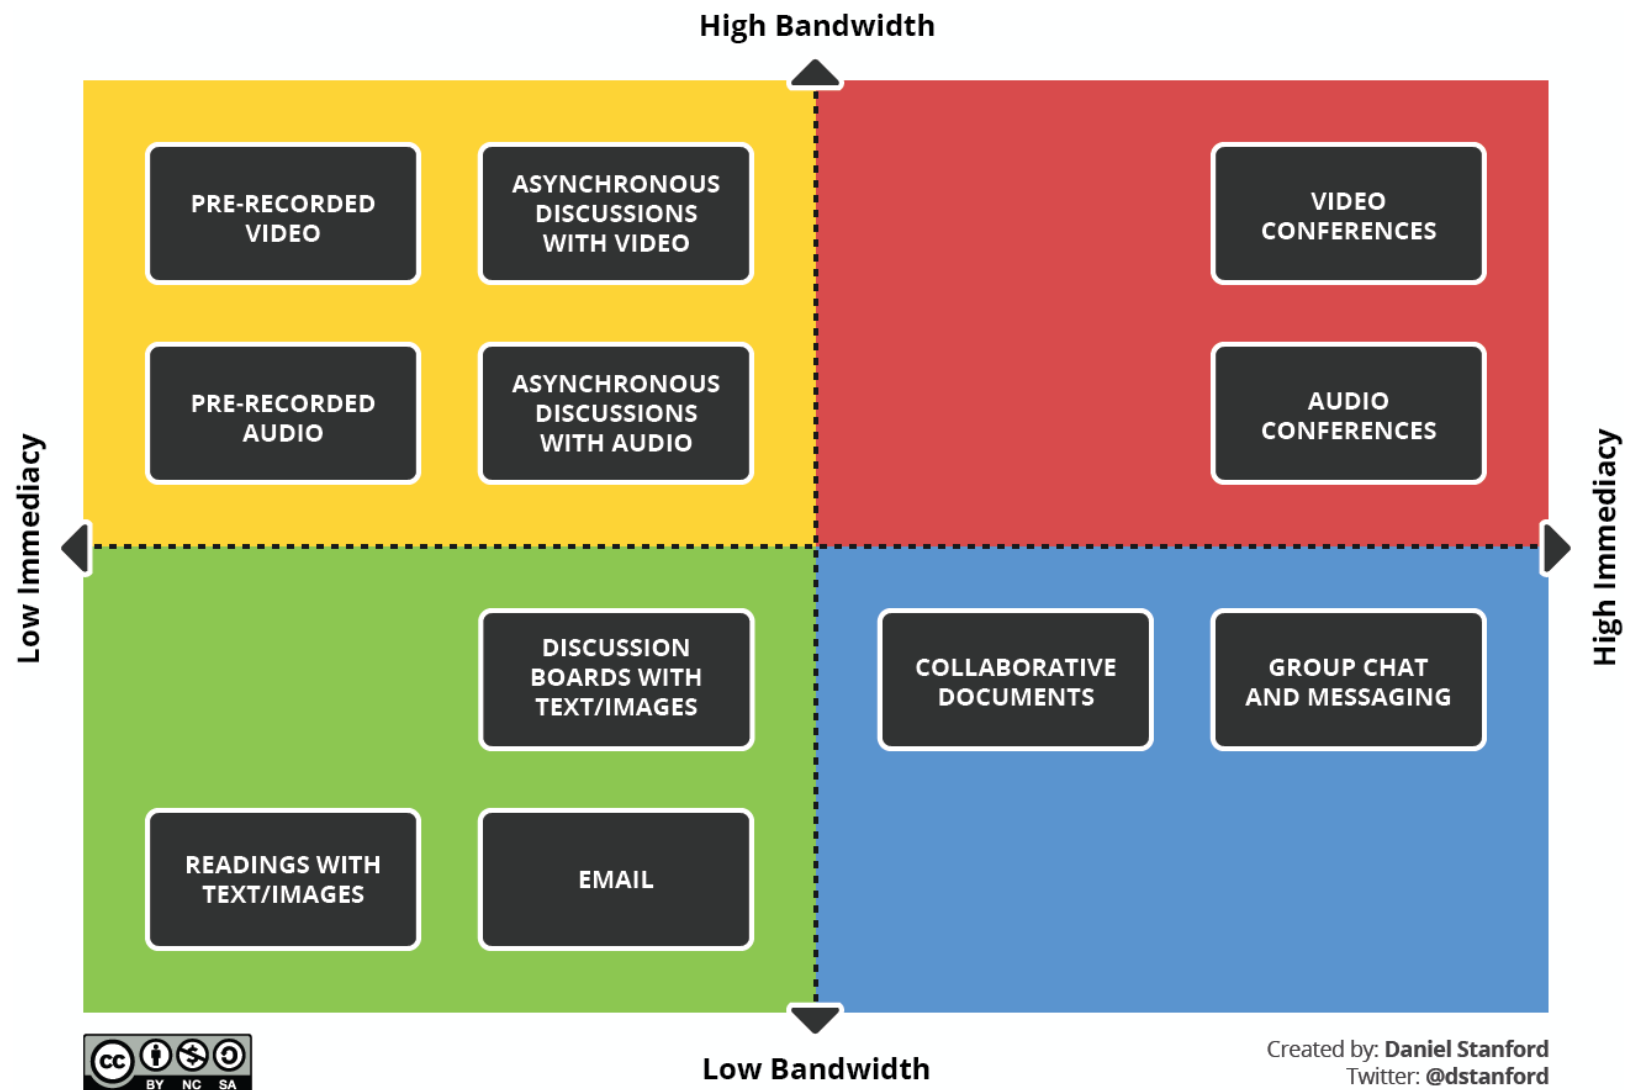 High Bandwidth
PRE-RECORDED
VIDEO
ASYNCHRONOUS
DISCUSSIONS
WITH VIDEO
VIDEO
CONFERENCES
PRE-RECORDED
AUDIO
ASYNCHRONOUS
DISCUSSIONS
WITH AUDIO
AUDIO
CONFERENCES
Low Immediacy
High Immediacy
DISCUSSION
BOARDS WITH
TEXT/IMAGES
COLLABORATIVE
DOCUMENTS
GROUP CHAT
AND MESSAGING
READINGS WITH
TEXT/IMAGES
EMAIL
Low Bandwidth
cc
BY NC SA
Created by: Daniel Stanford
Twitter: @dstanford